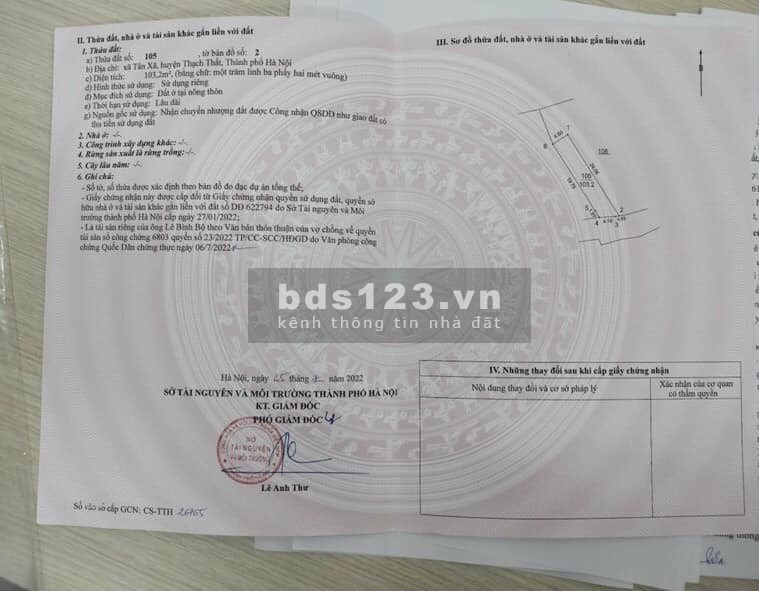 II. Thửa đất, nhà ở và tài sản khác gắn liền với đất
1. Thửa đất:
a) Thửa đất số: 105 , tờ bản đồ số: 2
b) Địa chỉ: xã Tân Xã, huyện Thạch Thất, Thành phố Hà Nội
c) Diện tích: 103,2m², (bằng chữ: một trăm linh ba phẩy hai mét vuông)
d) Hình thức sử dụng: Sử dụng riêng
đ) Mục đích sử dụng: Đất ở tại nông thôn
e) Thời hạn sử dụng: Lâu dài
g) Nguồn gốc sử dụng: Nhận chuyển nhượng đất được Công nhận QSDĐ như giao đất có
thu tiền sử dụng đất
2. Nhà ở: -/-
3. Công trình xây dựng khác: -/-
4. Rừng sản xuất là rừng trồng: -/-
5. Cây lâu năm: -/-
6. Ghi chú:
- Số tờ, số thửa được xác định theo bản đồ đo đạc dự án tổng thể;
- Giấy chứng nhận này được cấp đổi từ Giấy chứng nhận quyền sử dụng đất, quyền sở
hữu nhà ở và tài sản khác gắn liền với đất số DD 622794 do Sở Tài nguyên và Môi
trường thành phố Hà Nội cấp ngày 27/01/2022;
- Là tài sản riêng của ông Lê Bình Bộ theo Văn bản thỏa thuận của vợ chồng về quyền
tài sản số công chứng 6803 quyển số 23/2022 TP/CC-SCC/HĐGD do Văn phòng công
chứng Quốc Dân chứng thực ngày 06/7/2022
Hà Nội, ngày 25 tháng năm 2022
SỞ TÀI NGUYÊN VÀ MÔI TRƯỜNG THÀNH PHỐ HÀ NỘI
KT. GIÁM ĐỐC
PHÓ GIÁM ĐỐC
SỞ
TÀI NGUYÊN
VÀ MÔI TRƯỜNG
Lê Anh Thư
Số vào sổ cấp GCN: CS-TTH
III. Sơ đồ thửa đất, nhà ở và tài sản khác gắn liền với đất
B
106
105
103.2
6
7
5
4
3
2
bds123.vn
kênh thông tin nhà đất
IV. Những thay đổi sau khi cấp giấy chứng nhận
Nội dung thay đổi và cơ sở pháp lý
Xác nhận của cơ quan
có thẩm quyền